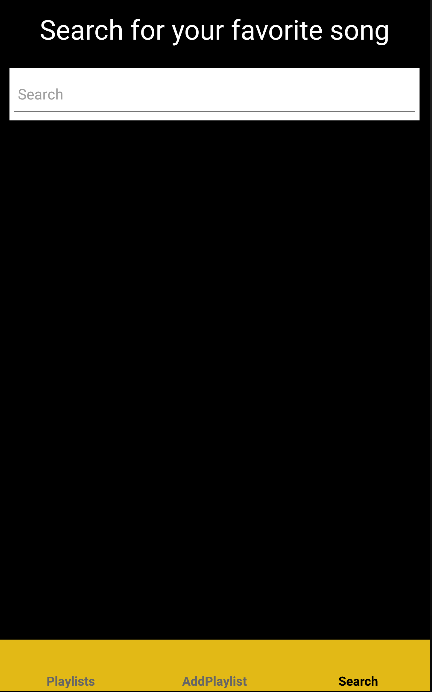 Search for your favorite song
Search
Playlists
AddPlaylist
Search